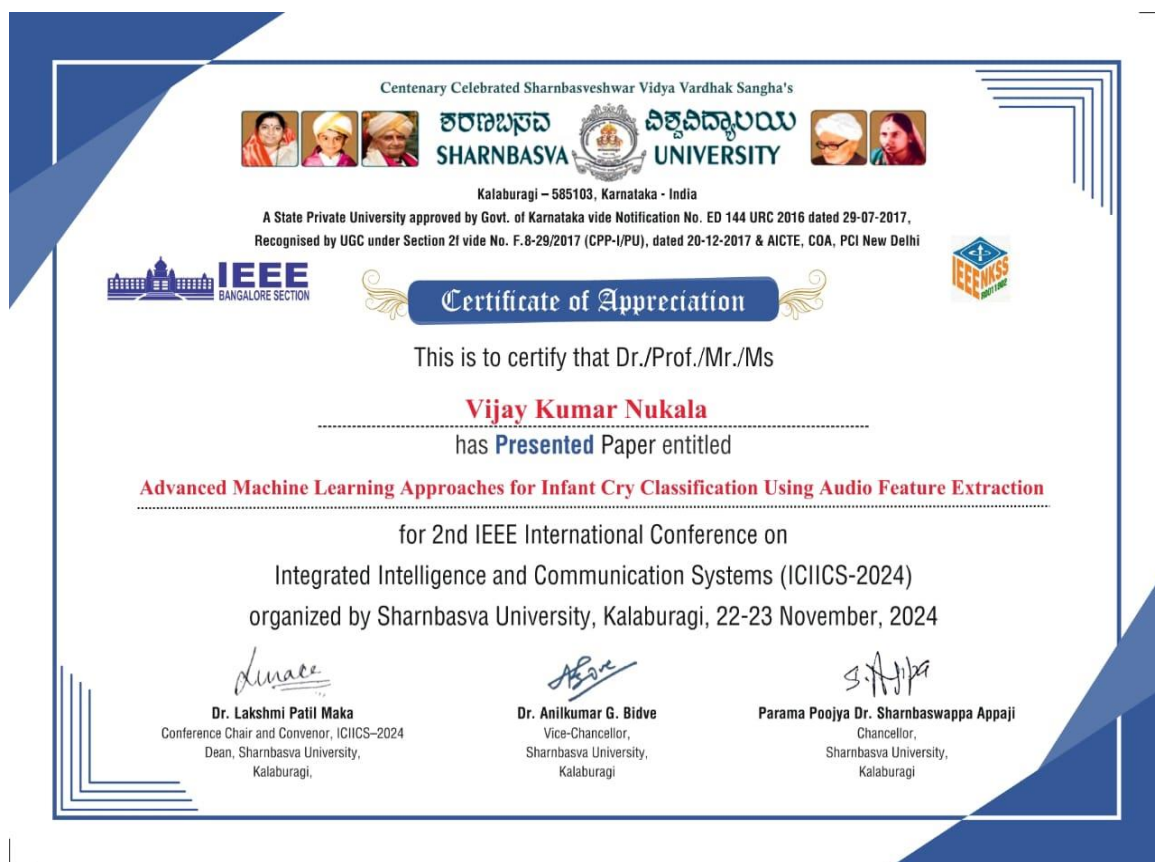 Centenary Celebrated Sharnbasveshwar Vidya Vardhak Sangha's
ಶರಣಬಸವ ವಿಶ್ವವಿದ್ಯಾಲಯ
SHARNBASVA UNIVERSITY
Kalaburagi – 585103, Karnataka - India
A State Private University approved by Govt. of Karnataka vide Notification No. ED 144 URC 2016 dated 29-07-2017,
Recognised by UGC under Section 2f vide No. F.8-29/2017 (CPP-I/PU), dated 20-12-2017 & AICTE, COA, PCI New Delhi
IEEE
BANGALORE SECTION
IEEENKSS
Certificate of Appreciation
This is to certify that Dr./Prof./Mr./Ms
Vijay Kumar Nukala
has Presented Paper entitled
Advanced Machine Learning Approaches for Infant Cry Classification Using Audio Feature Extraction
for 2nd IEEE International Conference on
Integrated Intelligence and Communication Systems (ICIICS-2024)
organized by Sharnbasva University, Kalaburagi, 22-23 November, 2024
Dr. Lakshmi Patil Maka
Conference Chair and Convenor, ICIICS–2024
Dean, Sharnbasva University,
Kalaburagi,
Dr. Anilkumar G. Bidve
Vice-Chancellor,
Sharnbasva University,
Kalaburagi
Parama Poojya Dr. Sharnbaswappa Appaji
Chancellor,
Sharnbasva University,
Kalaburagi